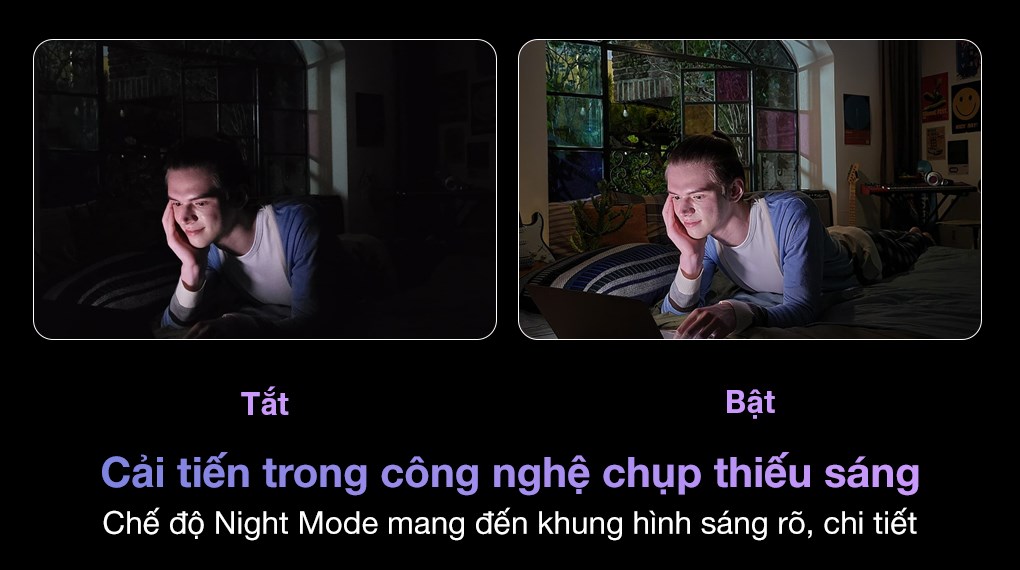 Tắt
Bật
Cải tiến trong công nghệ chụp thiếu sáng
Chế độ Night Mode mang đến khung hình sáng rõ, chi tiết